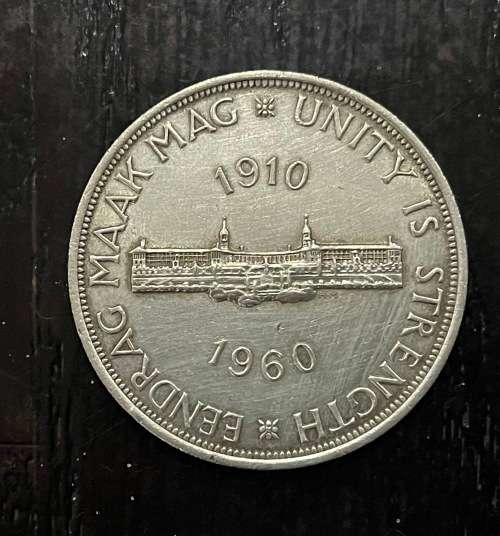 EENDRAG MAAK MAG
UNITY IS STRENGTH
1910
1960